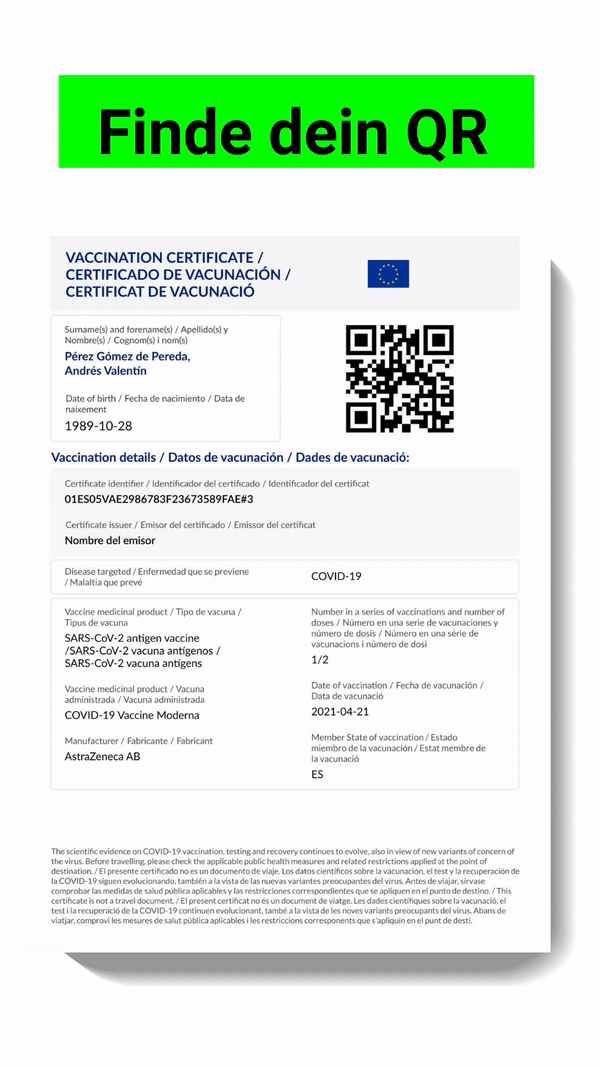 Finde dein QR
VACCINATION CERTIFICATE /
CERTIFICADO DE VACUNACIÓN /
CERTIFICAT DE VACUNACIÓ
Surname(s) and forename(s) / Apellido(s) y
Nombre(s) / Cognom(s) i nom(s)
Pérez Gómez de Pereda,
Andrés Valentín
Date of birth / Fecha de nacimiento / Data de
naixement
1989-10-28
Vaccination details / Datos de vacunación / Dades de vacunació:
Certificate identifier / Identificador del certificado / Identificador del certificat
01ES05VAE2986783F23673589FAE#3
Certificate issuer / Emisor del certificado / Emissor del certificat
Nombre del emisor
Disease targeted / Enfermedad que se previene
/ Malaltia que prevé
COVID-19
Vaccine medicinal product / Tipo de vacuna /
Tipus de vacuna
SARS-CoV-2 antigen vaccine
/SARS-CoV-2 vacuna antígenos /
SARS-CoV-2 vacuna antígens
Vaccine medicinal product / Vacuna
administrada / Vacuna administrada
COVID-19 Vaccine Moderna
Manufacturer / Fabricante / Fabricant
AstraZeneca AB
Number in a series of vaccinations and number of
doses / Número en una serie de vacunaciones y
número de dosis / Número en una sèrie de
vacunacions i número de dosi
1/2
Date of vaccination / Fecha de vacunación /
Data de vacunació
2021-04-21
Member State of vaccination / Estado
miembro de la vacunación / Estat membre de
la vacunació
ES
The scientific evidence on COVID-19 vaccination, testing and recovery continues to evolve, also in view of new variants of concern of
the virus. Before travelling, please check the applicable public health measures and related restrictions applied at the point of
destination. / El presente certificado no es un documento de viaje. Los datos científicos sobre la vacunación, el test y la recuperación de
la COVID-19 siguen evolucionando, también a la vista de las nuevas variantes preocupantes del virus. Antes de viajar, sírvase
comprobar las medidas de salud pública aplicables y las restricciones correspondientes que se apliquen en el punto de destino. / This
certificate is not a travel document. / El present certificat no és un document de viatge. Les dades científiques sobre la vacunació, el
test i la recuperació de la COVID-19 continuen evolucionant, també a la vista de les noves variants preocupants del virus. Abans de
viatjar, comprovi les mesures de salut pública aplicables i les restriccions corresponents que s'apliquin en el punt de destí.